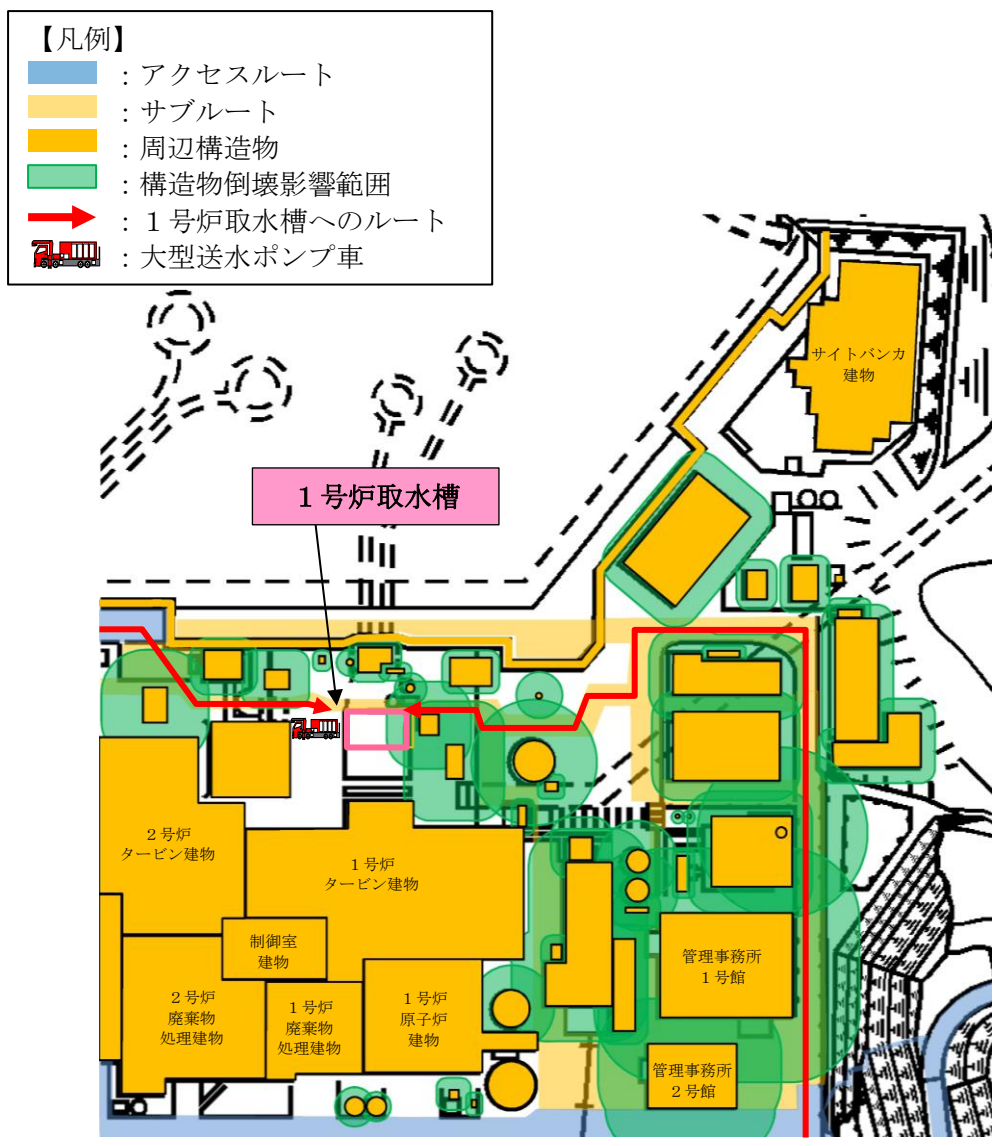 【凡例】
：アクセスルート
：サブルート
：周辺構造物
：構造物倒壊影響範囲
：１号炉取水槽へのルート
：大型送水ポンプ車
サイトバンカ
建物
１号炉取水槽
２号炉
タービン建物
１号炉
タービン建物
制御室
建物
管理事務所
１号館
２号炉
廃棄物
処理建物
１号炉
廃棄物
処理建物
１号炉
原子炉
建物
管理事務所
２号館